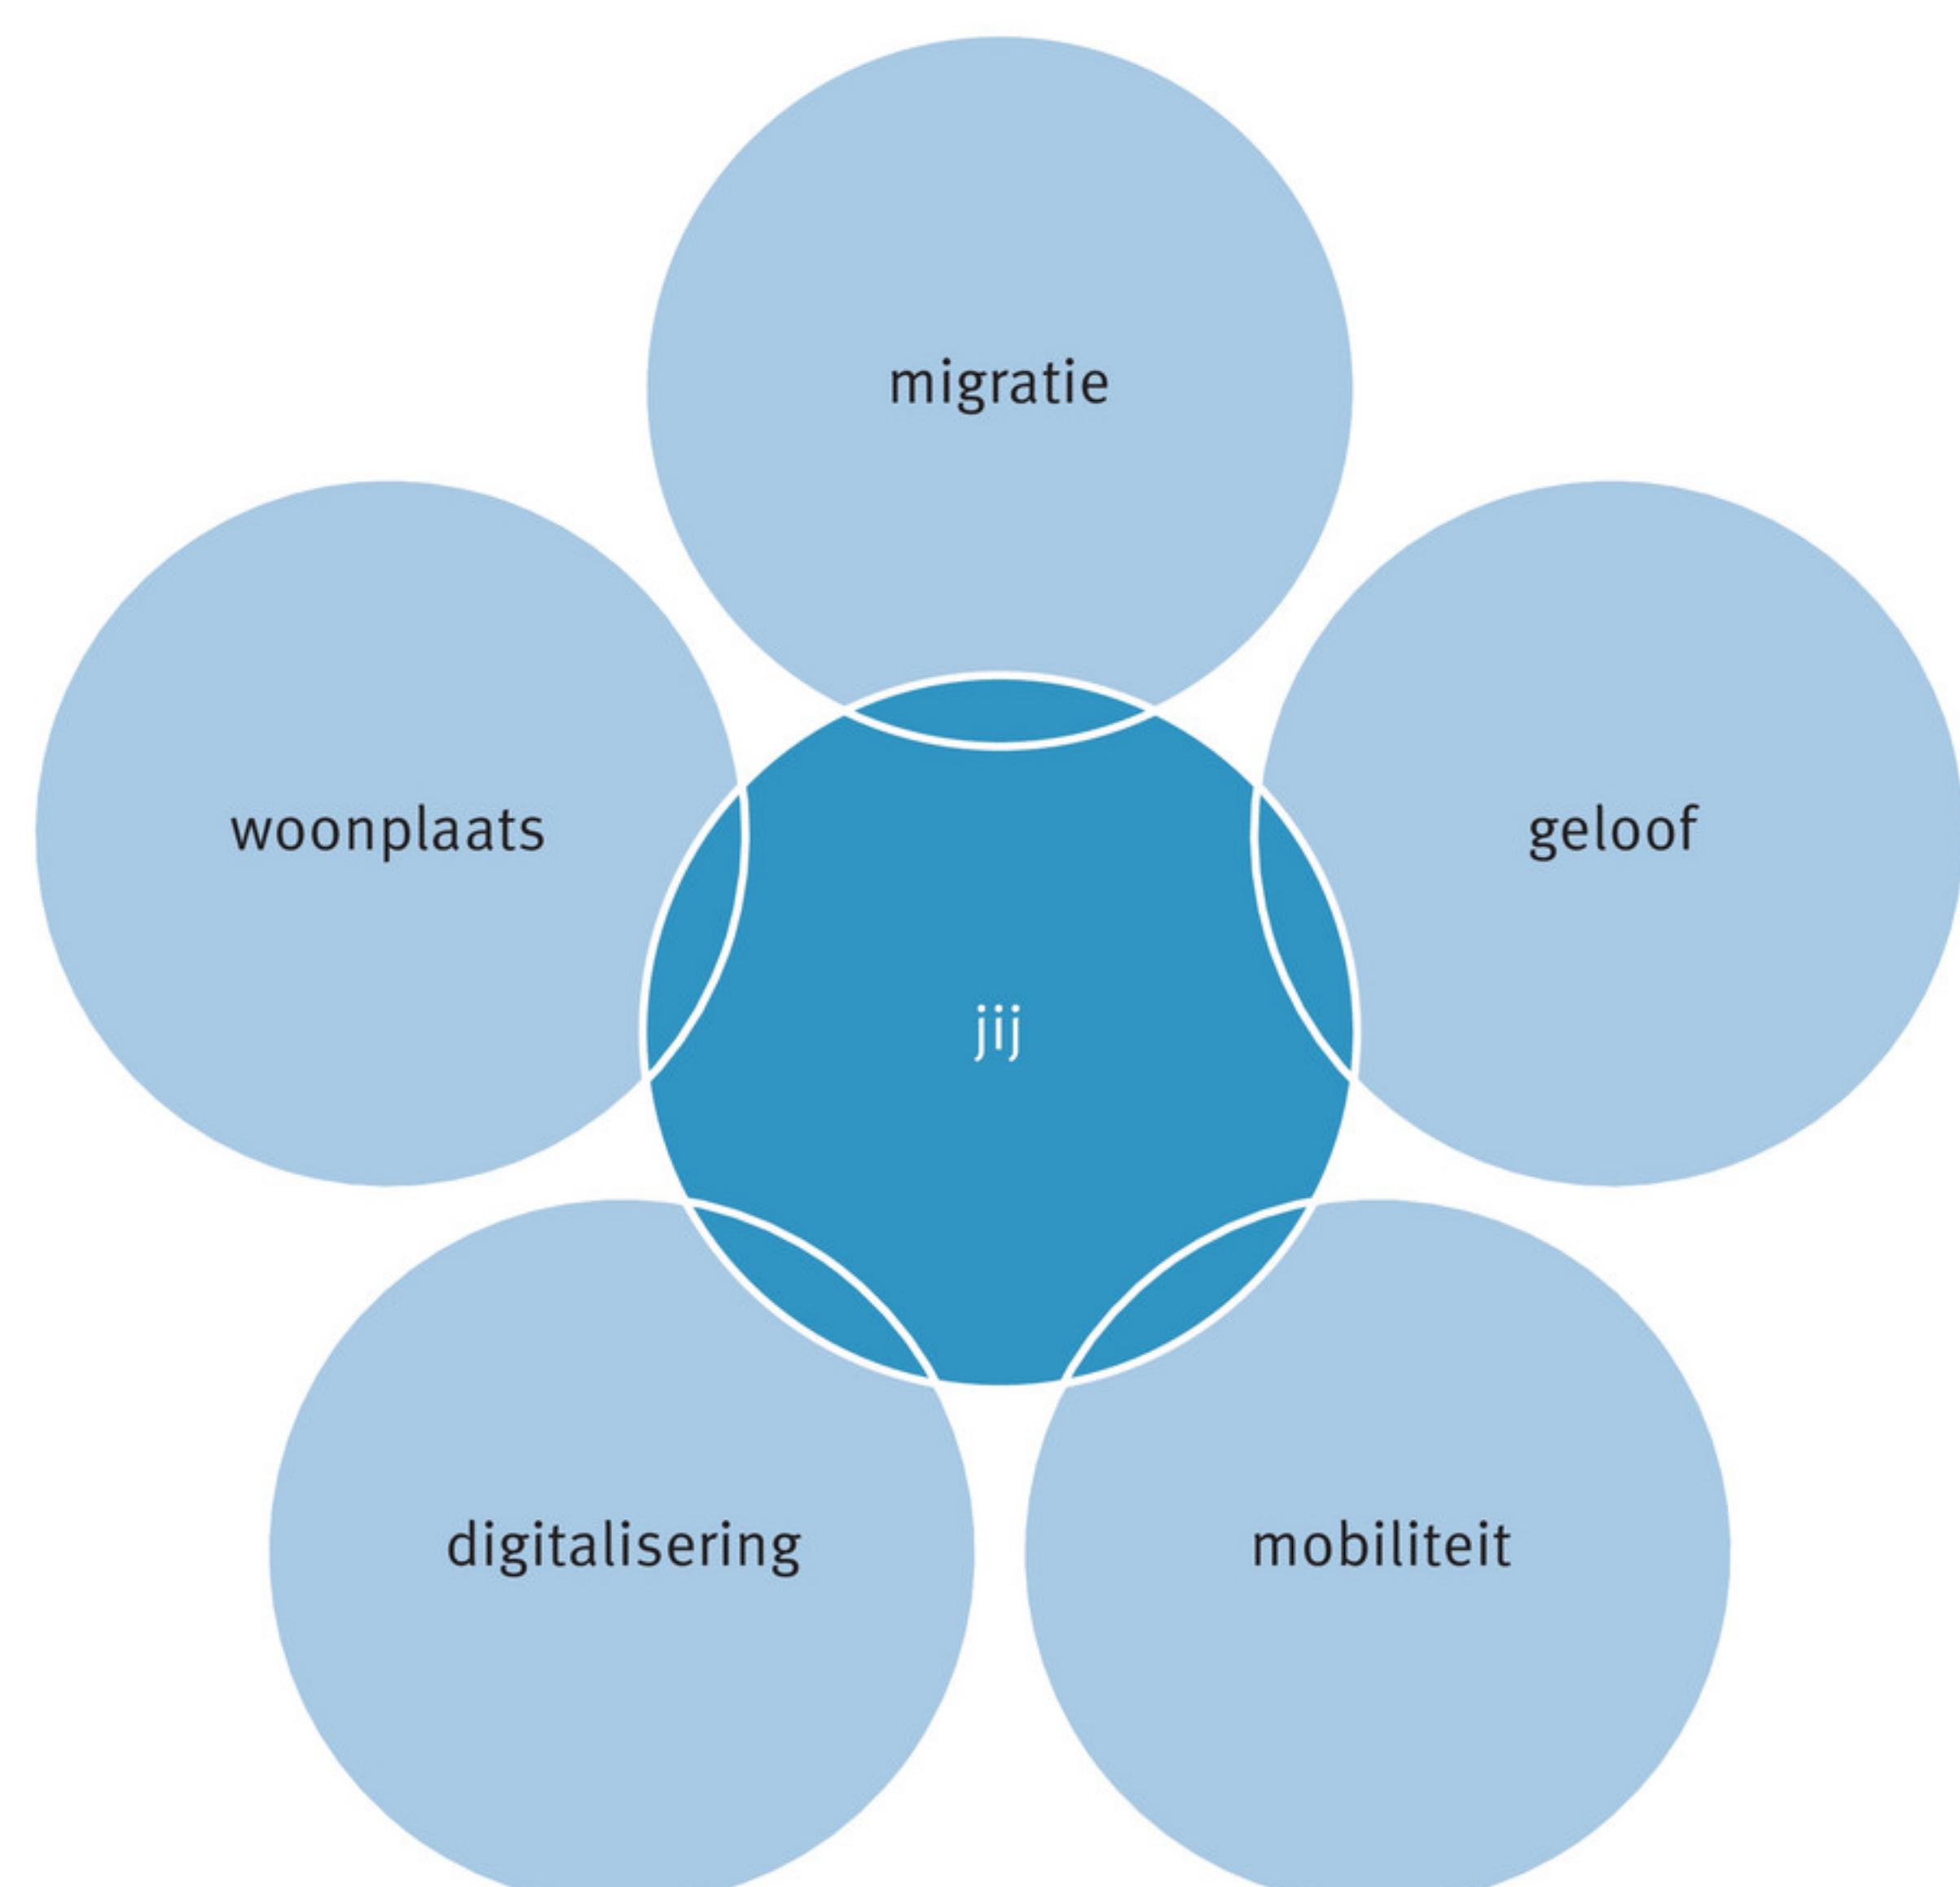 migratie
woonplaats
geloof
jij
digitalisering
mobiliteit